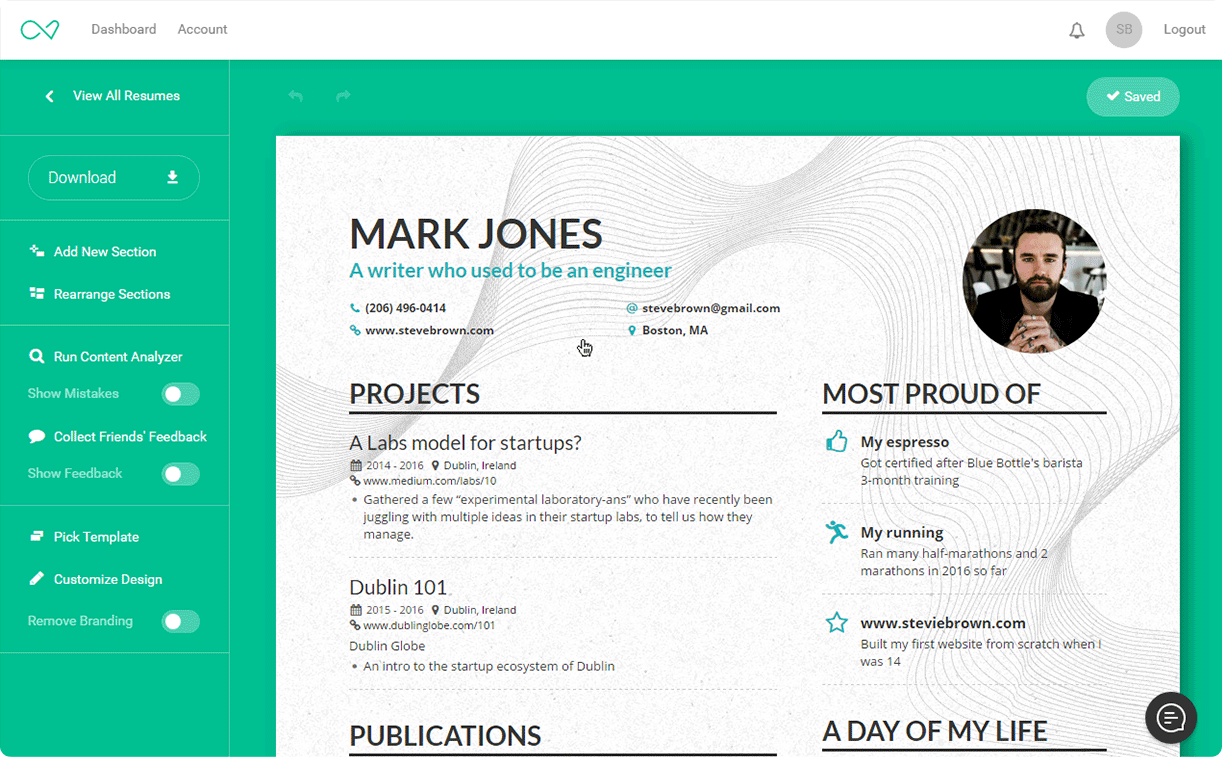 Dashboard Account SB Logout
View All Resumes
Saved
Download
Add New Section
Rearrange Sections
Run Content Analyzer
Show Mistakes
Collect Friends' Feedback
Show Feedback
Pick Template
Customize Design
Remove Branding
MARK JONES
A writer who used to be an engineer
(206) 496-0414
stevebrown@gmail.com
www.stevebrown.com
Boston, MA
PROJECTS
A Labs model for startups?
2014 - 2016 Dublin, Ireland
www.medium.com/labs/10
• Gathered a few “experimental laboratory-ans” who have recently been
juggling with multiple ideas in their startup labs, to tell us how they
manage.
Dublin 101
2015 - 2016 Dublin, Ireland
www.dublinglobe.com/101
Dublin Globe
• An intro to the startup ecosystem of Dublin
PUBLICATIONS
MOST PROUD OF
My espresso
Got certified after Blue Bottle's barista
3-month training
My running
Ran many half-marathons and 2
marathons in 2016 so far
www.steviebrown.com
Built my first website from scratch when I
was 14
A DAY OF MY LIFE